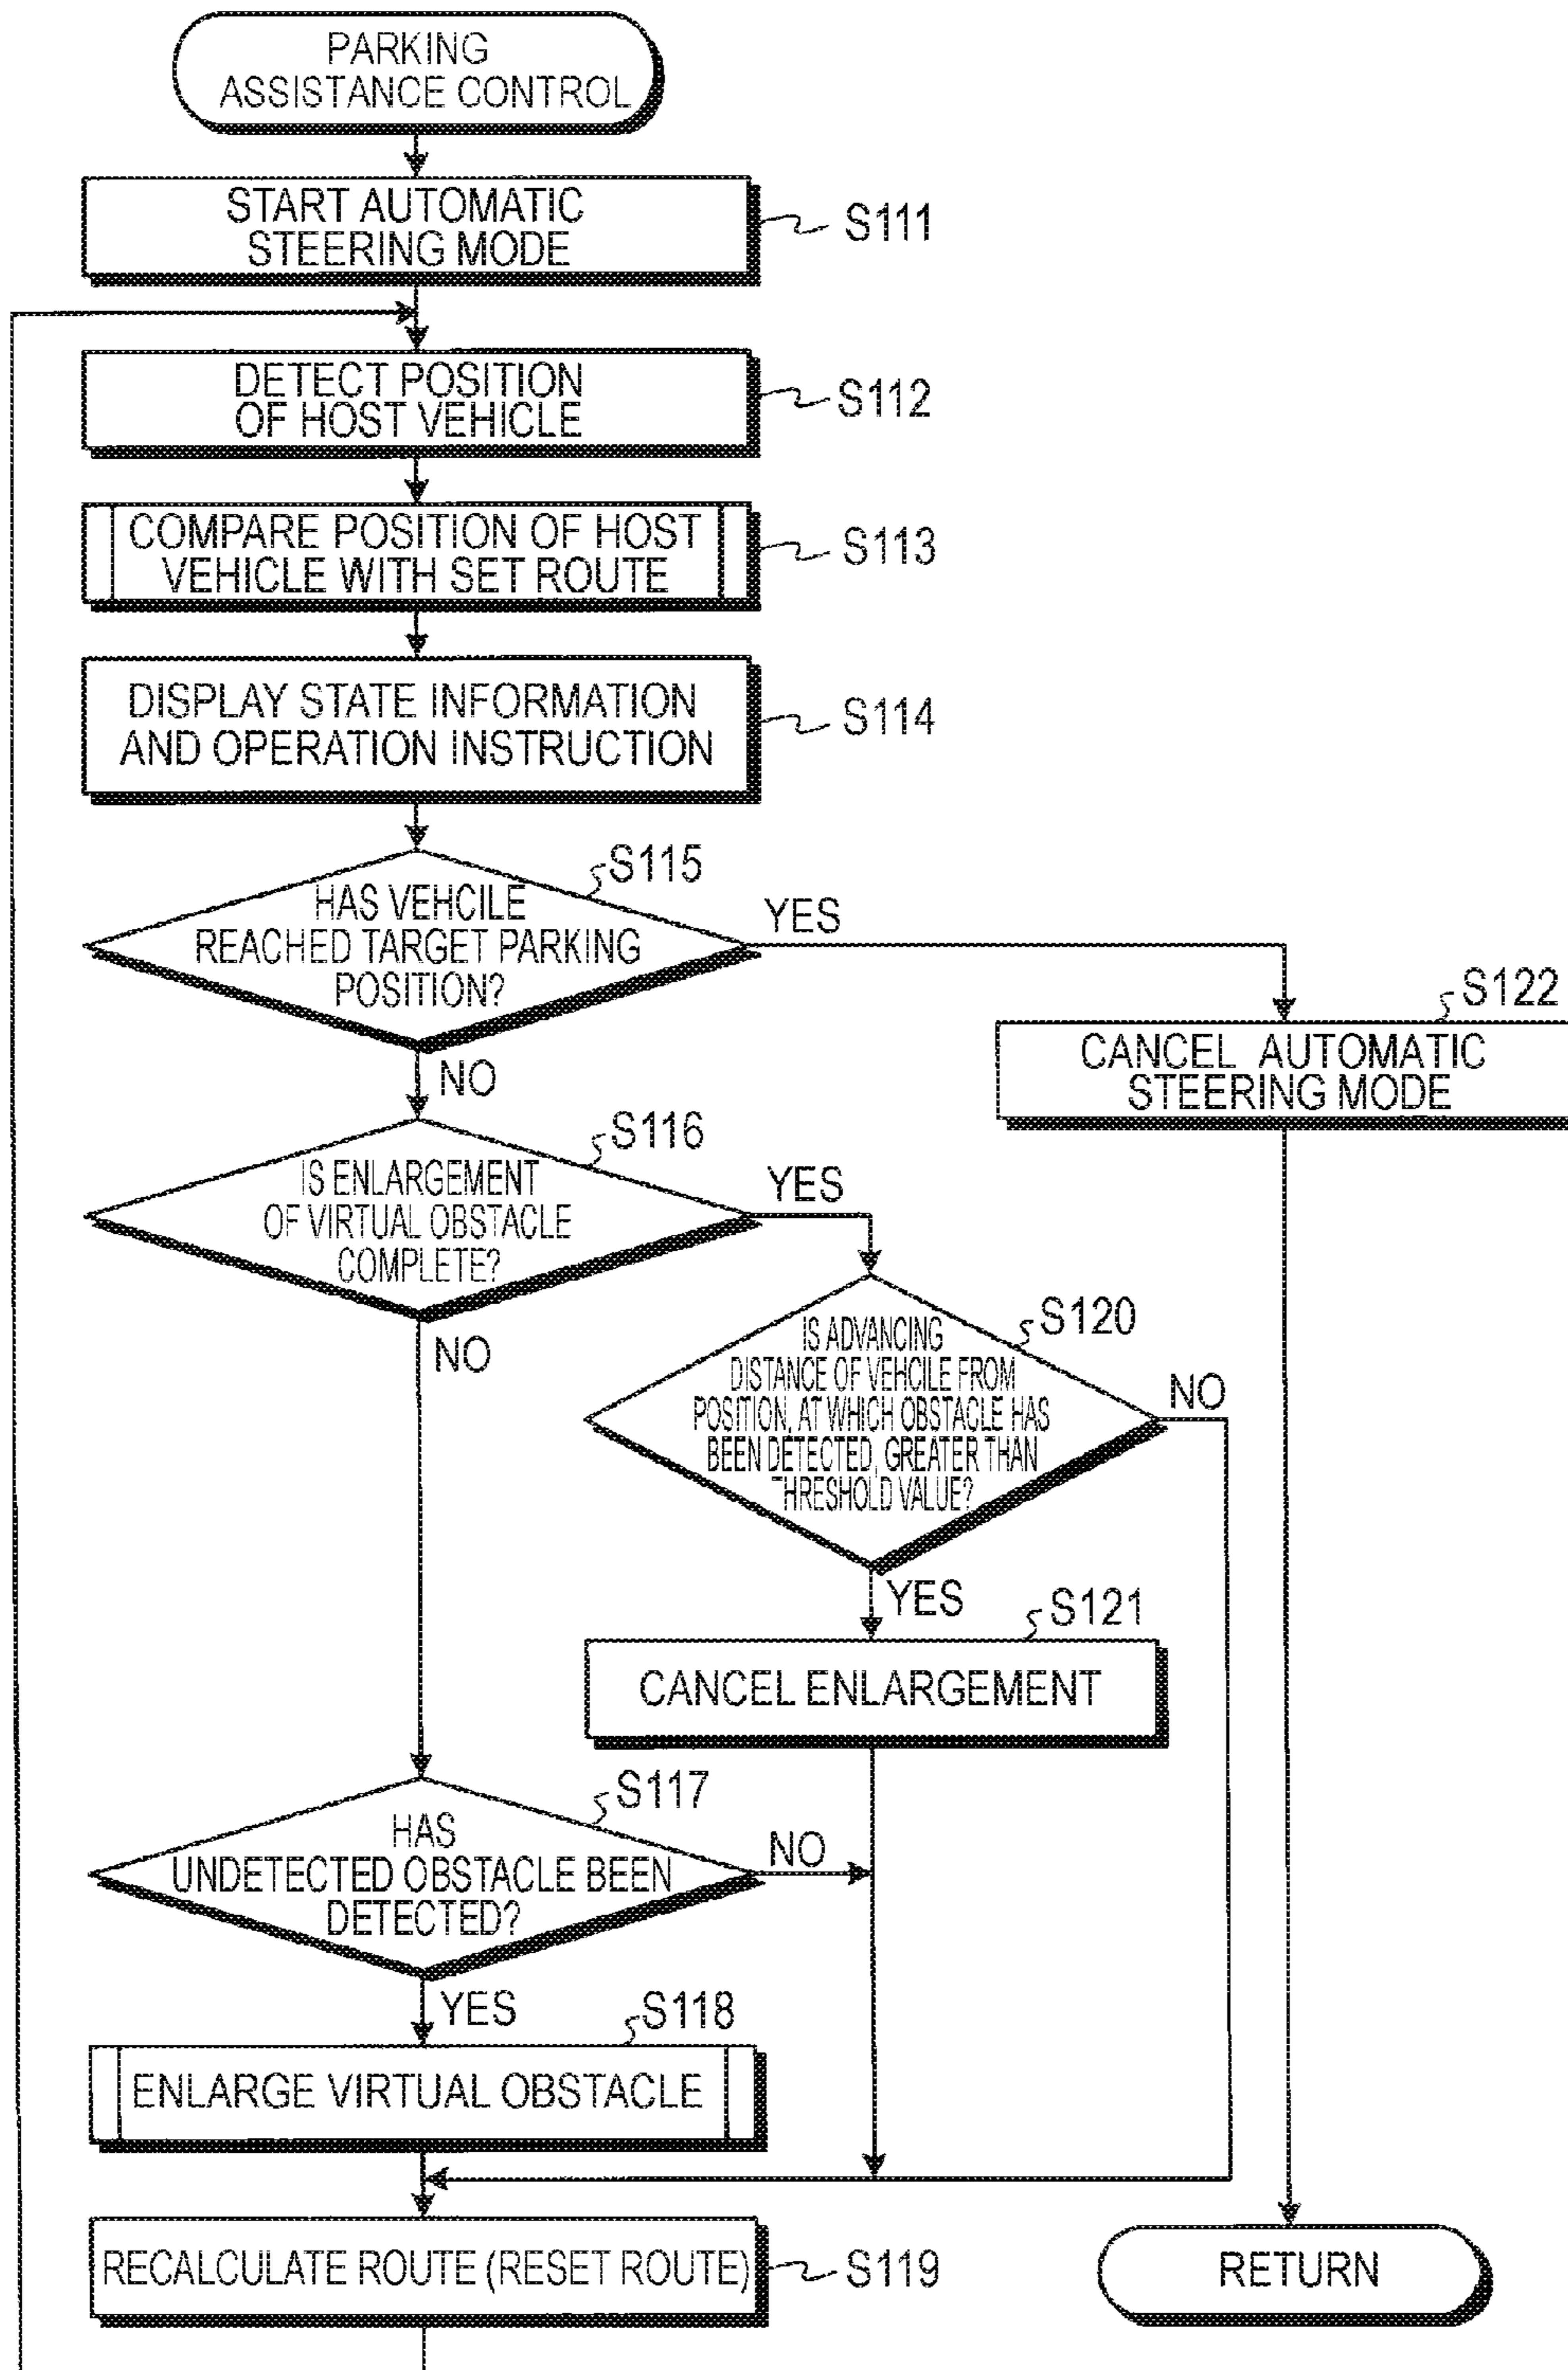 PARKING
ASSISTANCE CONTROL
START AUTOMATIC
STEERING MODE
S111
DETECT POSITION
OF HOST VEHICLE
S112
COMPARE POSITION OF HOST
VEHICLE WITH SET ROUTE
S113
DISPLAY STATE INFORMATION
AND OPERATION INSTRUCTION
S114
S115
HAS VEHCILE
REACHED TARGET PARKING
POSITION?
YES
NO
S122
CANCEL AUTOMATIC
STEERING MODE
S116
IS ENLARGEMENT
OF VIRTUAL OBSTACLE
COMPLETE?
YES
NO
S120
IS ADVANCING
DISTANCE OF VEHCILE FROM
POSITION, AT WHICH OBSTACLE HAS
BEEN DETECTED, GREATER THAN
THRESHOLD VALUE?
NO
YES
S121
CANCEL ENLARGEMENT
S117
HAS
UNDETECTED OBSTACLE BEEN
DETECTED?
NO
YES
S118
ENLARGE VIRTUAL OBSTACLE
RECALCULATE ROUTE (RESET ROUTE)
S119
RETURN